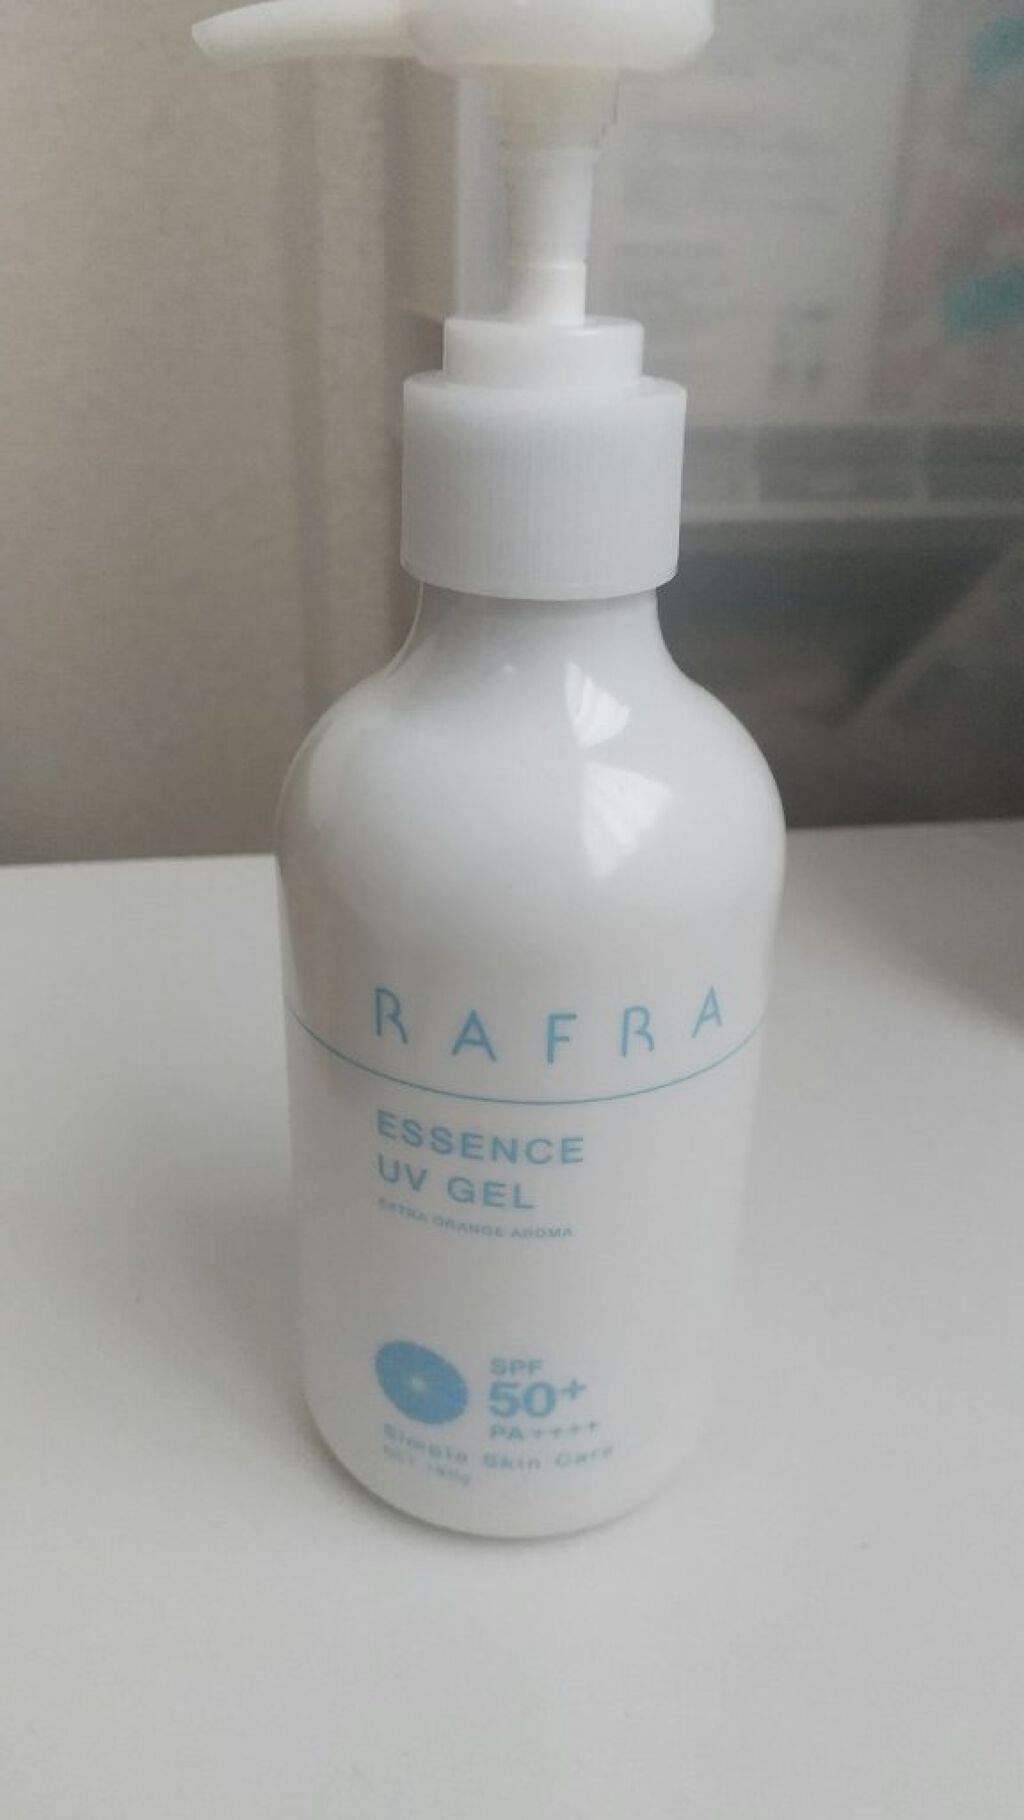 RAFRA
ESSENCE
UV GEL
EXTRA ORANGE AROMA
SPF
50+
PA++++
Simple Skin Care